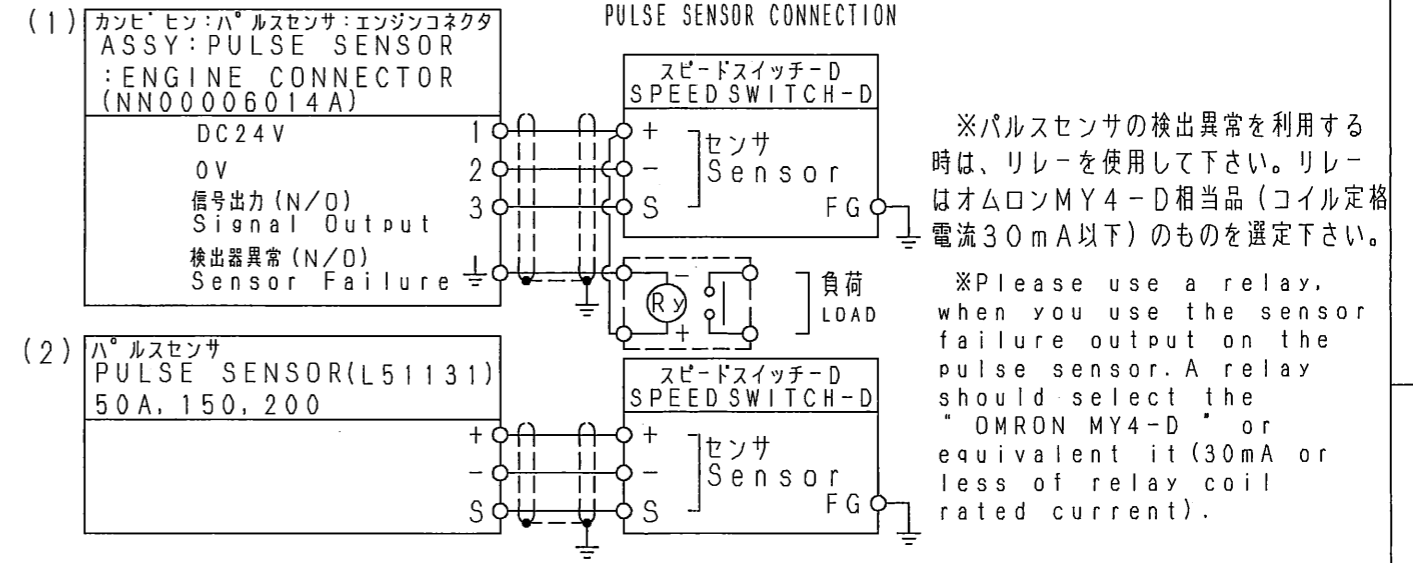 PULSE SENSOR CONNECTION
(1)
カンピヒン:パルスセンサ:エンジンコネクタ
ASSY:PULSE SENSOR
:ENGINE CONNECTOR
(NN00006014A)
DC24V 1
0V 2
信号出力(N/O)
Signal Output 3
検出器異常(N/O)
Sensor Failure
スピードスイッチーD
SPEED SWITCH-D
+
-
S
センサ
Sensor
FG
-
Ry
+
負荷
LOAD
(2)
パルスセンサ
PULSE SENSOR(L51131)
50A, 150, 200
+
-
S
スピードスイッチーD
SPEED SWITCH-D
+
-
S
センサ
Sensor
FG
※パルスセンサの検出異常を利用する
時は、リレーを使用して下さい。リレー
はオムロンMY4-D相当品(コイル定格
電流30mA以下)のものを選定下さい。
※Please use a relay,
when you use the sensor
failure output on the
pulse sensor. A relay
should select the
" OMRON MY4-D " or
equivalent it(30mA or
less of relay coil
rated current).